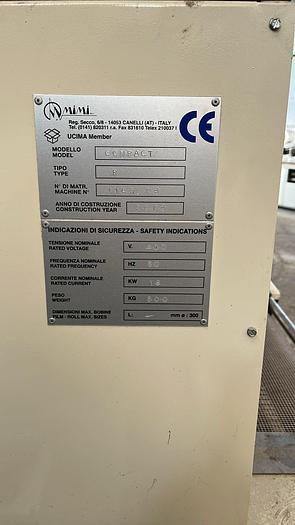 MIMI
Reg. Secco, 6/8 - 14053 CANELLI (AT) - ITALY
Tel. (0141) 820311 r.a. Fax 831610 Telex 210037 I
UCIMA Member
CE
MODELLO
MODEL
COMPACT
TIPO
TYPE
N° DI MATR.
MACHINE N°
ANNO DI COSTRUZIONE
CONSTRUCTION YEAR
INDICAZIONI DI SICUREZZA - SAFETY INDICATIONS
TENSIONE NOMINALE
RATED VOLTAGE
V. 400
FREQUENZA NOMINALE
RATED FREQUENCY
HZ 50
CORRENTE NOMINALE
RATED CURRENT
KW
PESO
WEIGHT
KG
DIMENSIONI MAX. BOBINE
FILM - ROLL MAX. SIZES
L: mm ø : 300